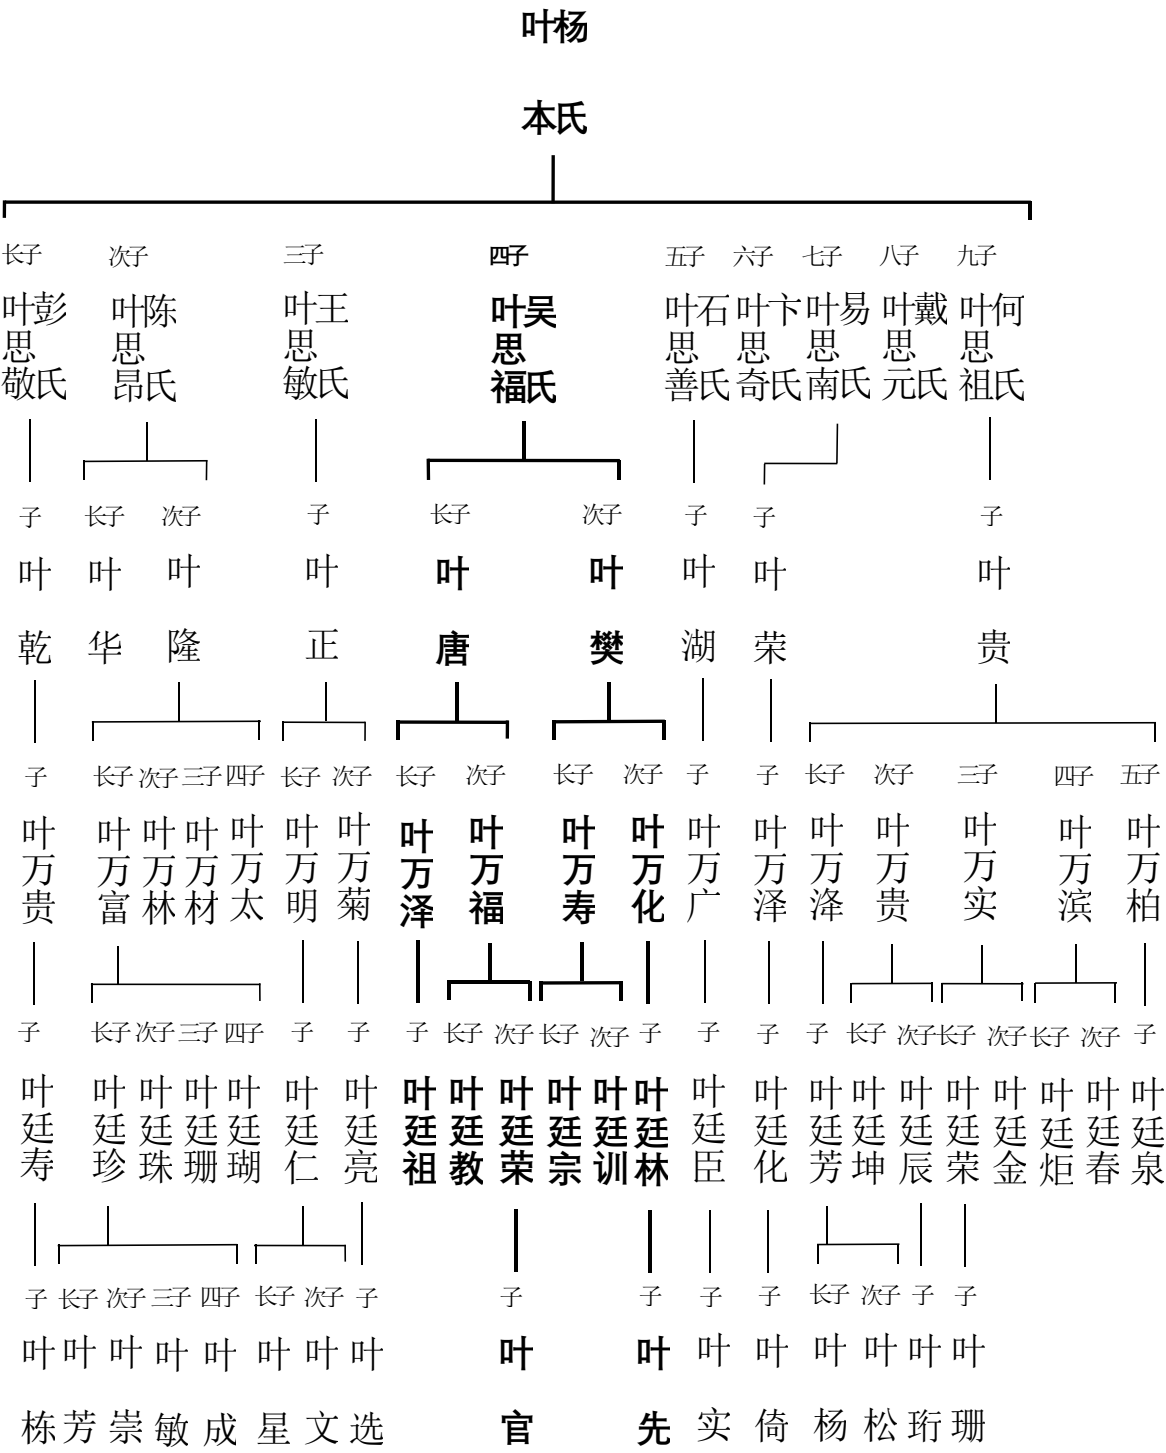 叶杨
本氏
长子 次子 三子 四子 五子 六子 七子 八子 九子
叶彭 叶陈 叶王 叶吴 叶石 叶卞 叶易 叶戴 叶何
思 思 思 思 思 思 思 思 思
敬氏 昂氏 敏氏 福氏 善氏 奇氏 南氏 元氏 祖氏
子 长子 次子 子 长子 次子 子 子 子
叶 叶 叶 叶 叶 叶 叶 叶 叶
乾 华 隆 正 唐 樊 湖 荣 贵
子 长子 次子 三子 四子 长子 次子 长子 次子 长子 次子 子 子 长子 次子 三子 四子 五子
叶 叶 叶 叶 叶 叶 叶 叶 叶 叶 叶 叶 叶 叶 叶 叶 叶 叶
万 万 万 万 万 万 万 万 万 万 万 万 万 万 万 万 万 万
贵 富 林 材 太 明 菊 泽 福 寿 化 广 泽 泽 贵 实 滨 柏
子 长子 次子 三子 四子 子 子 子 长子 次子 长子 次子 子 子 子 子 长子 次子 长子 次子 长子 次子 子
叶 叶 叶 叶 叶 叶 叶 叶 叶 叶 叶 叶 叶 叶 叶 叶 叶 叶 叶 叶 叶 叶 叶
廷 廷 廷 廷 廷 廷 廷 廷 廷 廷 廷 廷 廷 廷 廷 廷 廷 廷 廷 廷 廷 廷 廷
寿 珍 珠 珊 瑚 仁 亮 祖 教 荣 宗 训 林 臣 化 芳 坤 辰 荣 金 炬 春 泉
子 长子 次子 三子 四子 长子 次子 子 子 子 子 子 长子 次子 子 子
叶 叶 叶 叶 叶 叶 叶 叶 叶 叶 叶 叶 叶 叶 叶 叶
栋 芳 崇 敏 成 星 文 选 官 先 实 倚 杨 松 珩 珊